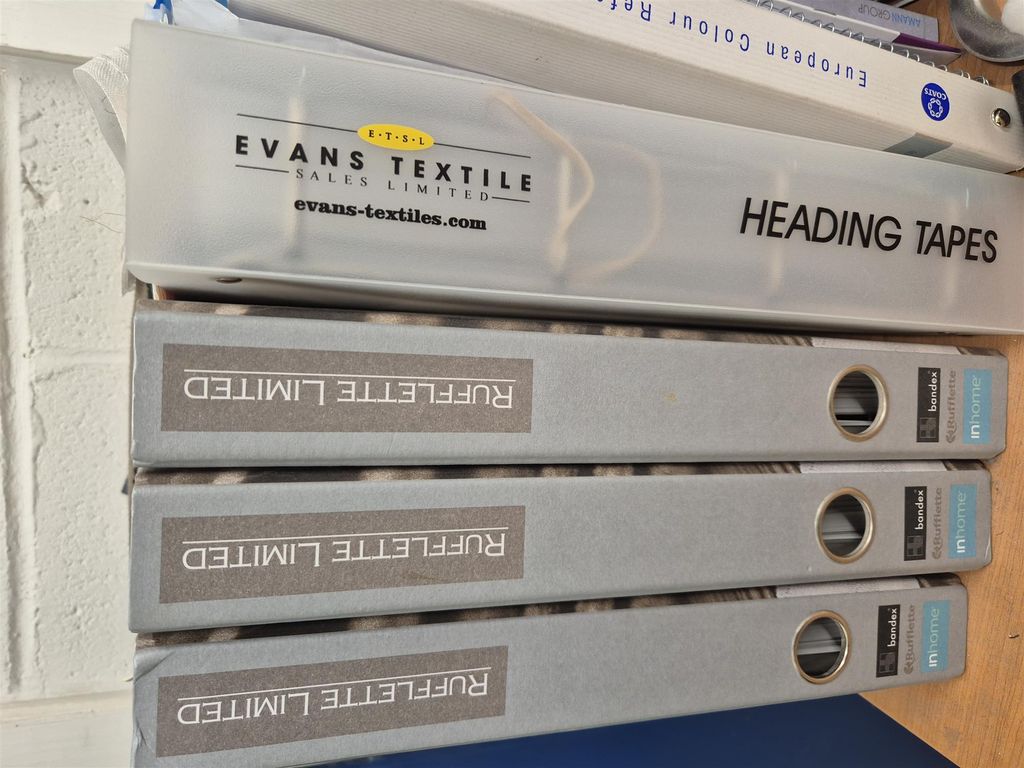 AMANN GROUP
European Colour
COATS
E·T·S·L
EVANS TEXTILE
SALES LIMITED
evans-textiles.com
HEADING TAPES
RUFFLETTE LIMITED
bandex
Rufflette
inhome
RUFFLETTE LIMITED
bandex
Rufflette
inhome
RUFFLETTE LIMITED
bandex
Rufflette
inhome